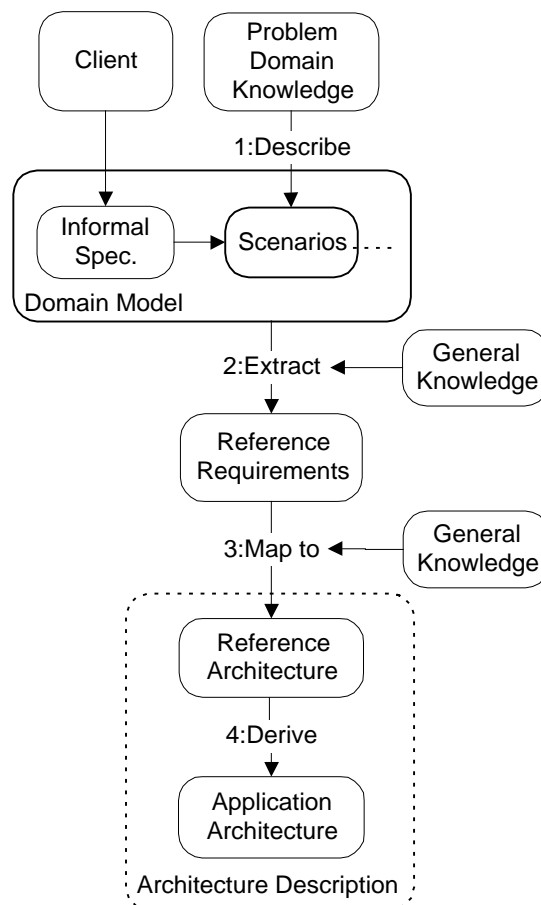 Client
Problem
Domain
Knowledge
1:Describe
Informal
Spec.
Scenarios
Domain Model
2:Extract
General
Knowledge
Reference
Requirements
3:Map to
General
Knowledge
Reference
Architecture
4:Derive
Application
Architecture
Architecture Description